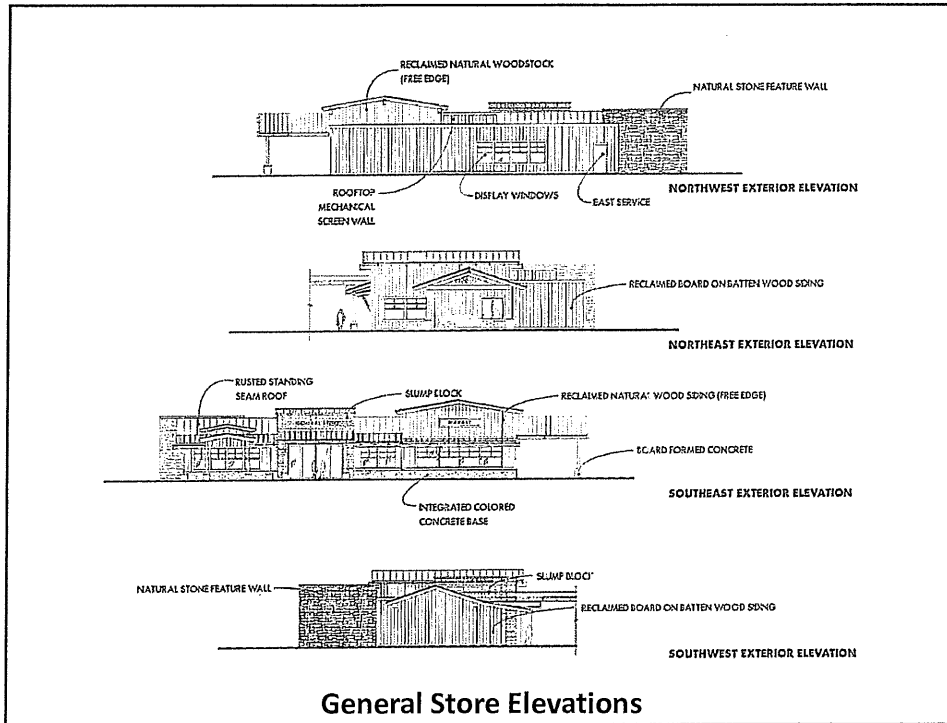 RECLAIMED NATURAL WOODSTOCK
(FREE EDGE)
NATURAL STONE FEATURE WALL
ROOFTOP
MECHANICAL
SCREEN WALL
DISPLAY WINDOWS
EAST SERVICE
NORTHWEST EXTERIOR ELEVATION
RECLAIMED BOARD ON BATTEN WOOD SIDING
NORTHEAST EXTERIOR ELEVATION
RUSTED STANDING
SEAM ROOF
SLUMP BLOCK
RECLAIMED NATURAL WOOD SIDING (FREE EDGE)
GENERAL STORE
MARKET
BOARD FORMED CONCRETE
INTEGRATED COLORED
CONCRETE BASE
SOUTHEAST EXTERIOR ELEVATION
NATURAL STONE FEATURE WALL
SLUMP BLOCK
RECLAIMED BOARD ON BATTEN WOOD SIDING
SOUTHWEST EXTERIOR ELEVATION
General Store Elevations